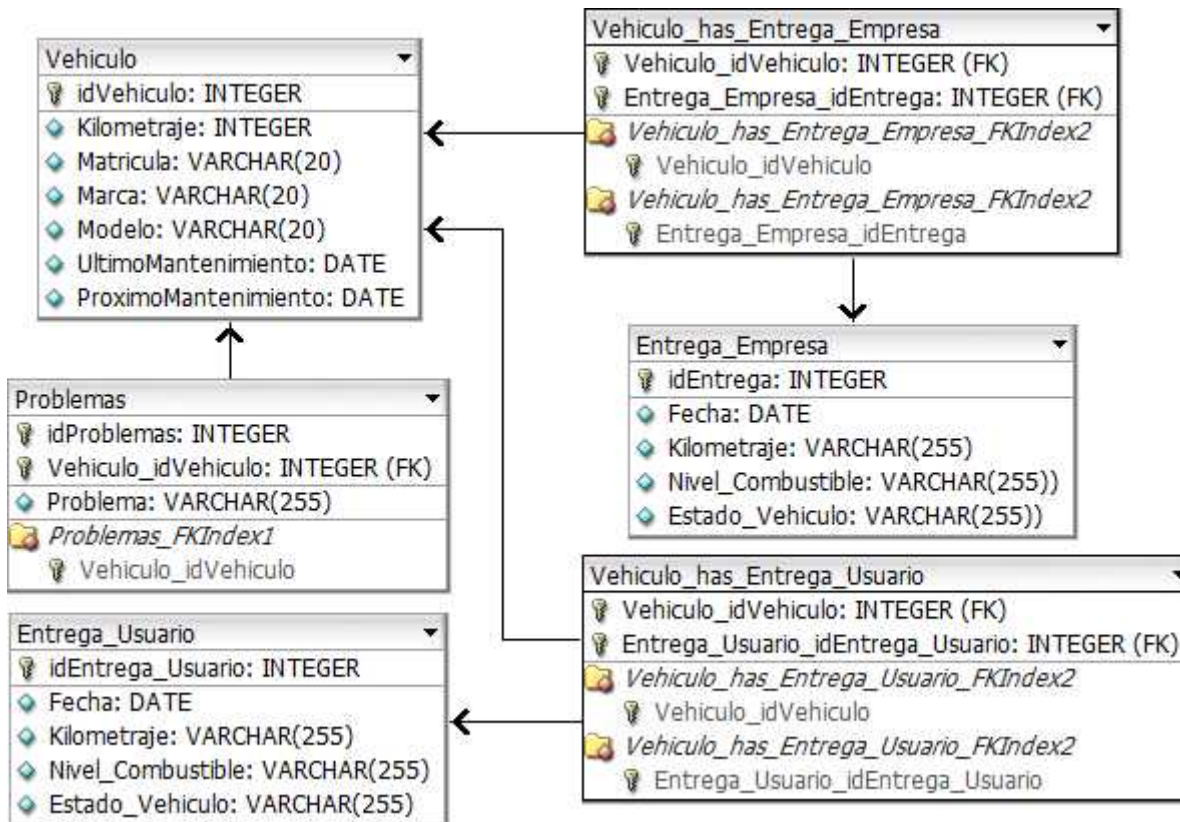 Vehiculo
idVehiculo: INTEGER
Kilometraje: INTEGER
Matricula: VARCHAR(20)
Marca: VARCHAR(20)
Modelo: VARCHAR(20)
UltimoMantenimiento: DATE
ProximoMantenimiento: DATE
Vehiculo_has_Entrega_Empresa
Vehiculo_idVehiculo: INTEGER (FK)
Entrega_Empresa_idEntrega: INTEGER (FK)
Vehiculo_has_Entrega_Empresa_FKIndex2
Vehiculo_idVehiculo
Vehiculo_has_Entrega_Empresa_FKIndex2
Entrega_Empresa_idEntrega
Entrega_Empresa
idEntrega: INTEGER
Fecha: DATE
Kilometraje: VARCHAR(255)
Nivel_Combustible: VARCHAR(255))
Estado_Vehiculo: VARCHAR(255))
Problemas
idProblemas: INTEGER
Vehiculo_idVehiculo: INTEGER (FK)
Problema: VARCHAR(255)
Problemas_FKIndex1
Vehiculo_idVehiculo
Entrega_Usuario
idEntrega_Usuario: INTEGER
Fecha: DATE
Kilometraje: VARCHAR(255)
Nivel_Combustible: VARCHAR(255)
Estado_Vehiculo: VARCHAR(255)
Vehiculo_has_Entrega_Usuario
Vehiculo_idVehiculo: INTEGER (FK)
Entrega_Usuario_idEntrega_Usuario: INTEGER (FK)
Vehiculo_has_Entrega_Usuario_FKIndex2
Vehiculo_idVehiculo
Vehiculo_has_Entrega_Usuario_FKIndex2
Entrega_Usuario_idEntrega_Usuario